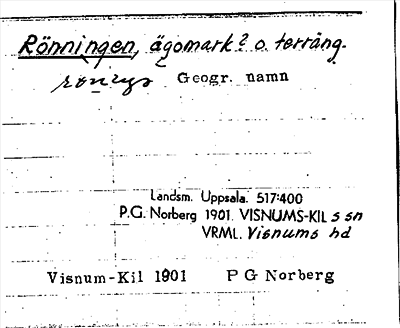 Rönningen, ägomark? o. terräng.
Geogr. namn
Landsm. Uppsala. 517:400
P.G. Norberg 1901. VISNUMS-KIL s sn
VRML. Visnums hd
Visnum-Kil 1901 P G Norberg